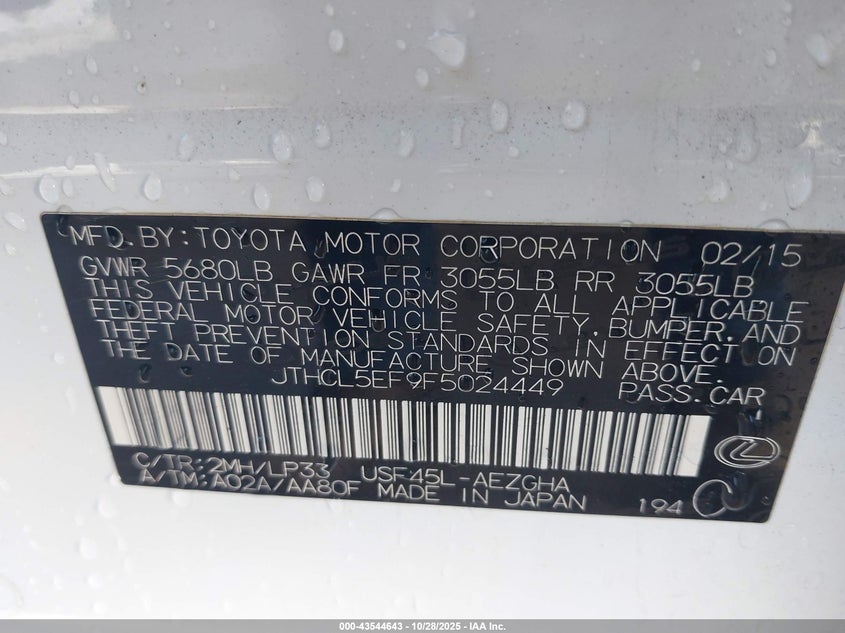 MFD.BY:TOYOTA MOTOR CORPORATION 02/15
GVWR 5680LB GAWR FR 3055LB RR 3055LB
THIS VEHICLE CONFORMS TO ALL APPLICABLE
FEDERAL MOTOR VEHICLE SAFETY,BUMPER,AND
THEFT PREVENTION STANDARDS IN EFFECT ON
THE DATE OF MANUFACTURE SHOWN ABOVE.
JTHCL5EF9F5024449 PASS.CAR
C/TR:2MH/LP33 USF45L-AEZGHA
A/TM:A02A/AA80F MADE IN JAPAN 194
000-43544643 / 10/28/2025 - IAA Inc.